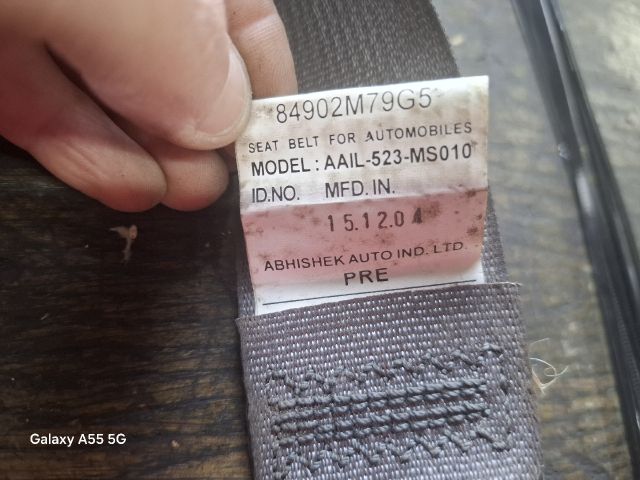 84902M79G5
SEAT BELT FOR AUTOMOBILES
MODEL : AAIL-523-MS010
ID.NO. MFD. IN.
15.12.04
ABHISHEK AUTO IND. LTD.
PRE
Galaxy A55 5G